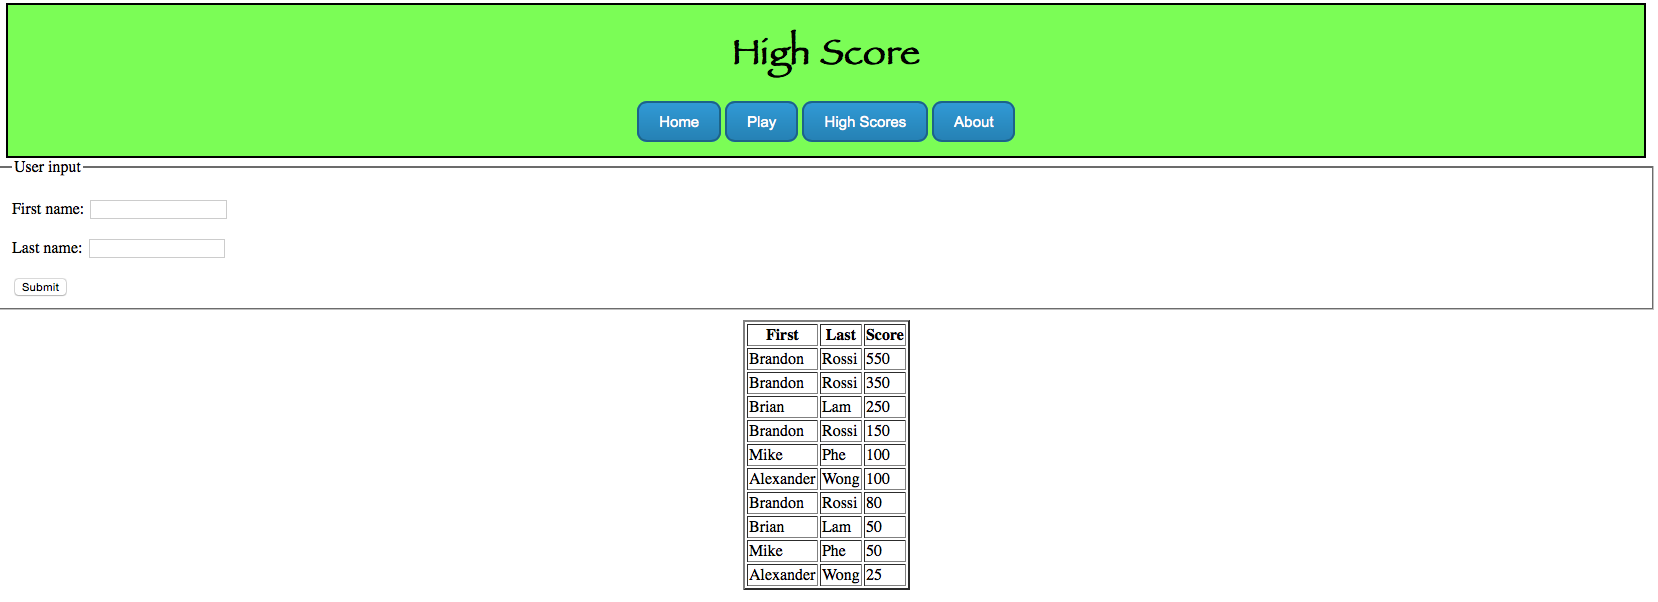 High Score
Home Play High Scores About
User input
First name:
Last name:
Submit
First Last Score
Brandon Rossi 550
Brandon Rossi 350
Brian Lam 250
Brandon Rossi 150
Mike Phe 100
Alexander Wong 100
Brandon Rossi 80
Brian Lam 50
Mike Phe 50
Alexander Wong 25